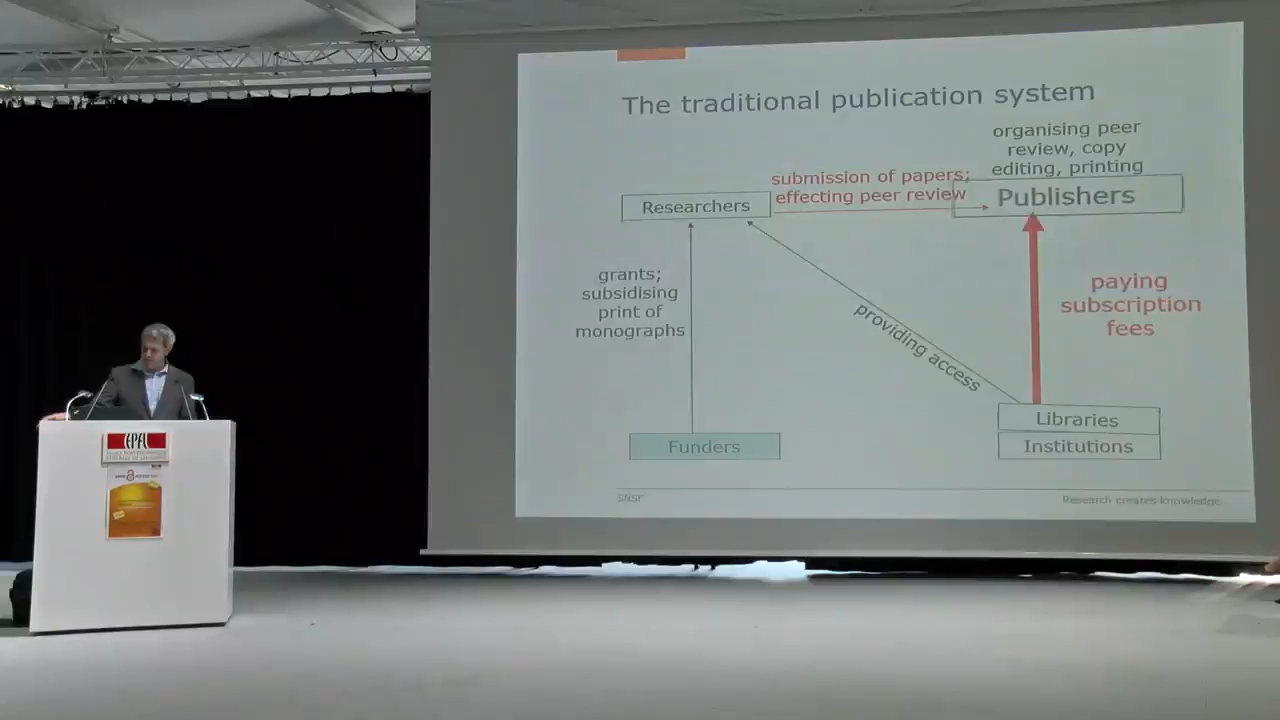 The traditional publication system
organising peer
review, copy
editing, printing
submission of papers;
effecting peer review
Researchers
Publishers
grants;
subsidising
print of
monographs
providing access
paying
subscription
fees
Funders
Libraries
Institutions
SNSF
Research creates knowledge.
EPFL